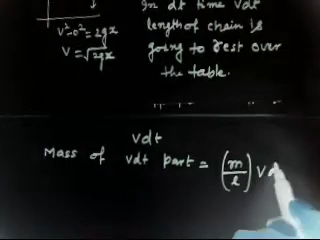 In dt time vdt
length of chain is
going to rest over
the table.
v²-0²=2gx
v=√2gx
vdt
Mass of vdt part = (m/l) v